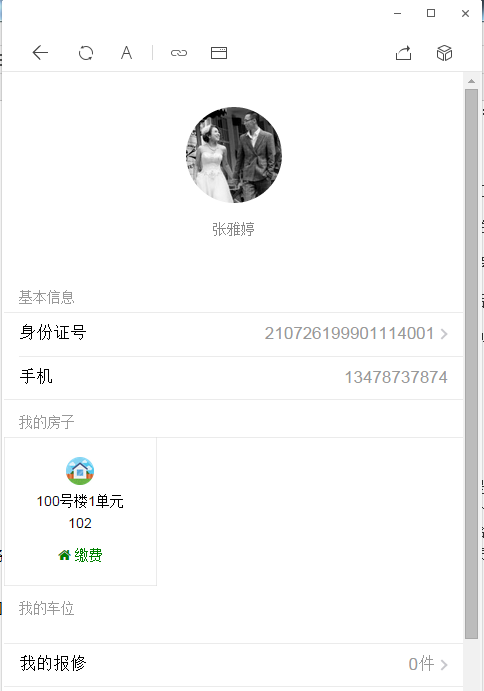 张雅婷
基本信息
身份证号 210726199901114001
手机 13478737874
我的房子
100号楼1单元
102
缴费
我的车位
我的报修 0件